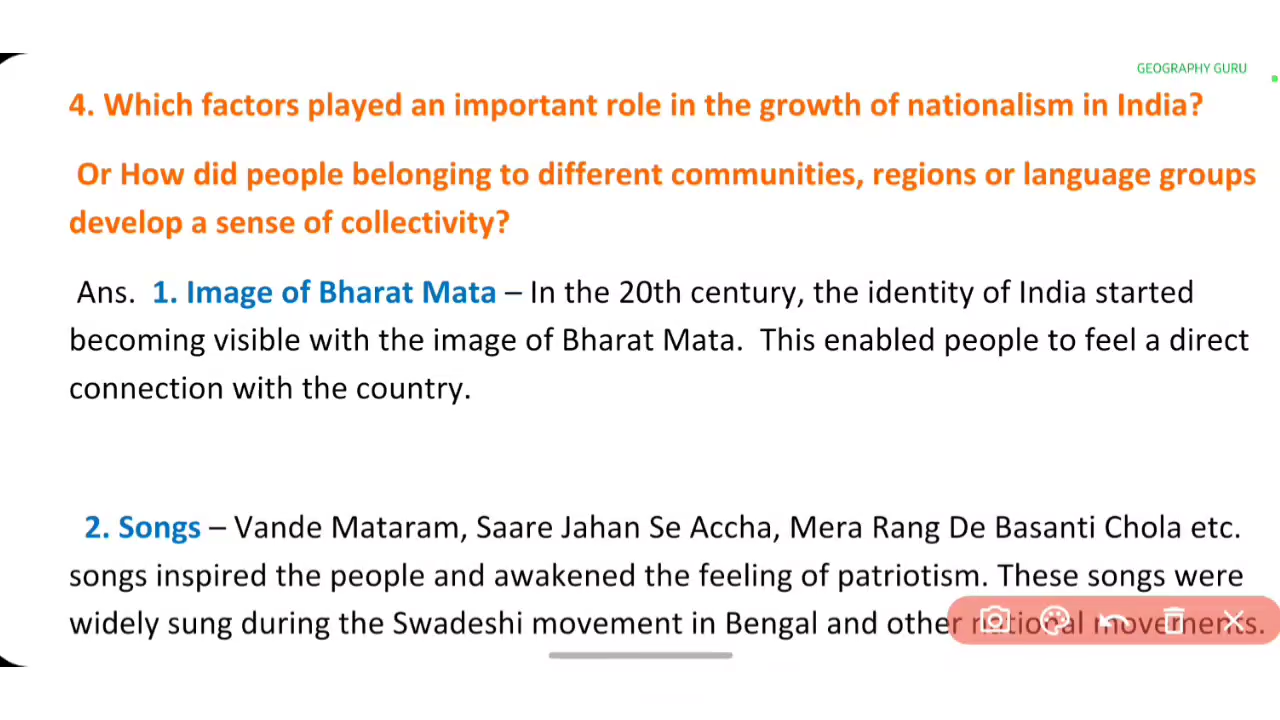 GEOGRAPHY GURU
4. Which factors played an important role in the growth of nationalism in India?
Or How did people belonging to different communities, regions or language groups
develop a sense of collectivity?
Ans. 1. Image of Bharat Mata – In the 20th century, the identity of India started
becoming visible with the image of Bharat Mata. This enabled people to feel a direct
connection with the country.
2. Songs – Vande Mataram, Saare Jahan Se Accha, Mera Rang De Basanti Chola etc.
songs inspired the people and awakened the feeling of patriotism. These songs were
widely sung during the Swadeshi movement in Bengal and other national movements.